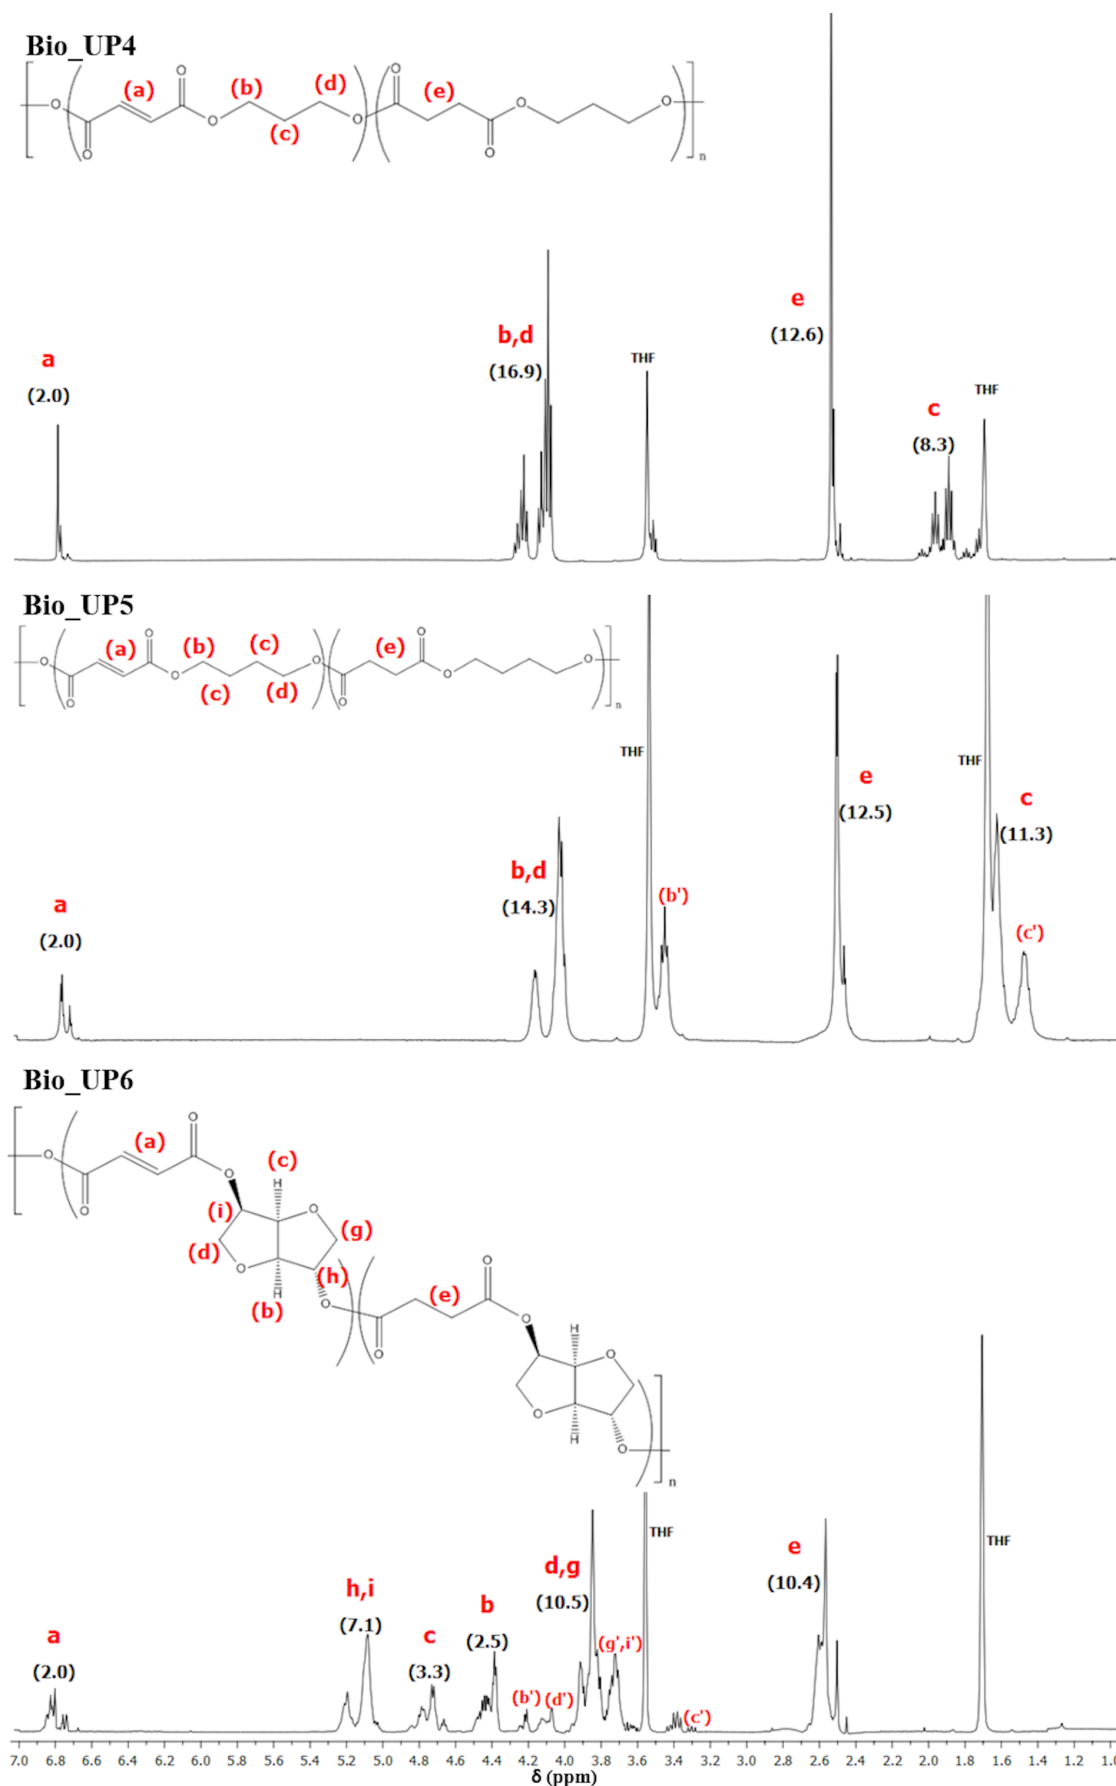 Bio_UP4
(a) (b) (d) (e)
(c)
O O O O O O O O O
n
a
(2.0)
b,d
(16.9)
THF
e
(12.6)
c
(8.3)
THF
Bio_UP5
(a) (b) (c) (e)
(c) (d)
O O O O O O O O
n
a
(2.0)
b,d
(14.3)
THF
(b')
e
(12.5)
THF
c
(11.3)
(c')
Bio_UP6
(a)
(c)
(i)
(g)
(d)
(h)
(b)
(e)
O O O O O O O O O O O O
H H H H
n
a
(2.0)
h,i
(7.1)
c
(3.3)
b
(2.5)
(b')
(d')
d,g
(10.5)
(g',i')
THF
(c')
e
(10.4)
THF
7.0 6.8 6.6 6.4 6.2 6.0 5.8 5.6 5.4 5.2 5.0 4.8 4.6 4.4 4.2 4.0 3.8 3.6 3.4 3.2 3.0 2.8 2.6 2.4 2.2 2.0 1.8 1.6 1.4 1.2 1.0
δ (ppm)